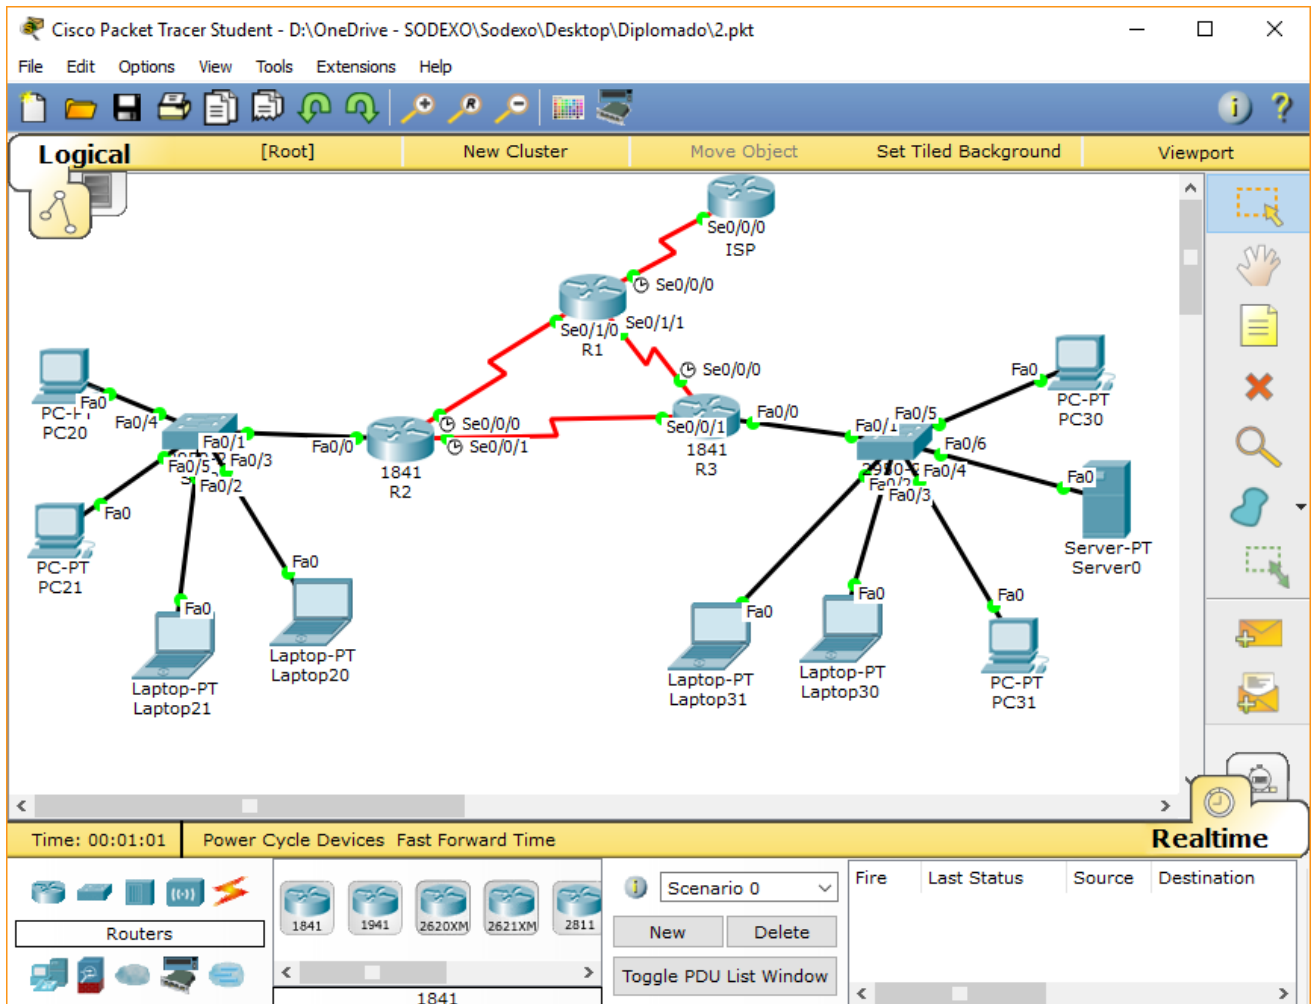 Cisco Packet Tracer Student - D:\OneDrive - SODEXO\Sodexo\Desktop\Diplomado\2.pkt
File Edit Options View Tools Extensions Help
Logical [Root] New Cluster Move Object Set Tiled Background Viewport
Se0/0/0
ISP
Se0/0/0
Se0/1/0 Se0/1/1
R1
Se0/0/0
Fa0
PC20
Fa0/4
Fa0/1
Fa0/3
Fa0/5
Fa0/2
Fa0/0
Se0/0/0
Se0/0/1
1841
R2
Se0/0/1
Fa0/0
1841
R3
Fa0/5
Fa0/6
Fa0/4
Fa0/3
Fa0
PC-PT
PC30
Fa0
Server-PT
Server0
Fa0
PC-PT
PC21
Fa0
Laptop-PT
Laptop21
Fa0
Laptop-PT
Laptop20
Fa0
Laptop-PT
Laptop31
Fa0
Laptop-PT
Laptop30
Fa0
PC-PT
PC31
Time: 00:01:01 Power Cycle Devices Fast Forward Time Realtime
Routers
1841 1941 2620XM 2621XM 2811
1841
Scenario 0
New Delete
Toggle PDU List Window
Fire Last Status Source Destination